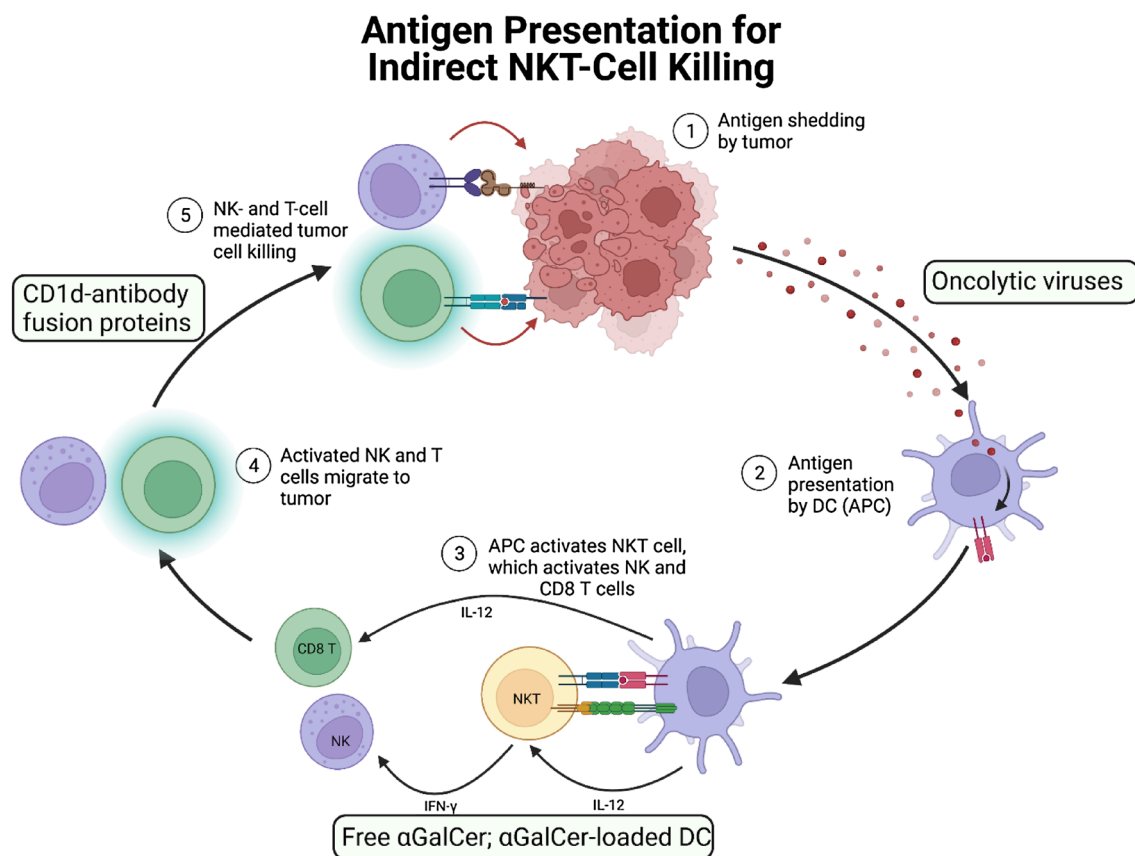 Antigen Presentation for
Indirect NKT-Cell Killing
1
Antigen shedding
by tumor
5
NK- and T-cell
mediated tumor
cell killing
CD1d-antibody
fusion proteins
Oncolytic viruses
2
Antigen
presentation
by DC (APC)
4
Activated NK and T
cells migrate to
tumor
3
APC activates NKT cell,
which activates NK and
CD8 T cells
IL-12
CD8 T
NKT
NK
IFN-γ
IL-12
Free αGalCer; αGalCer-loaded DC